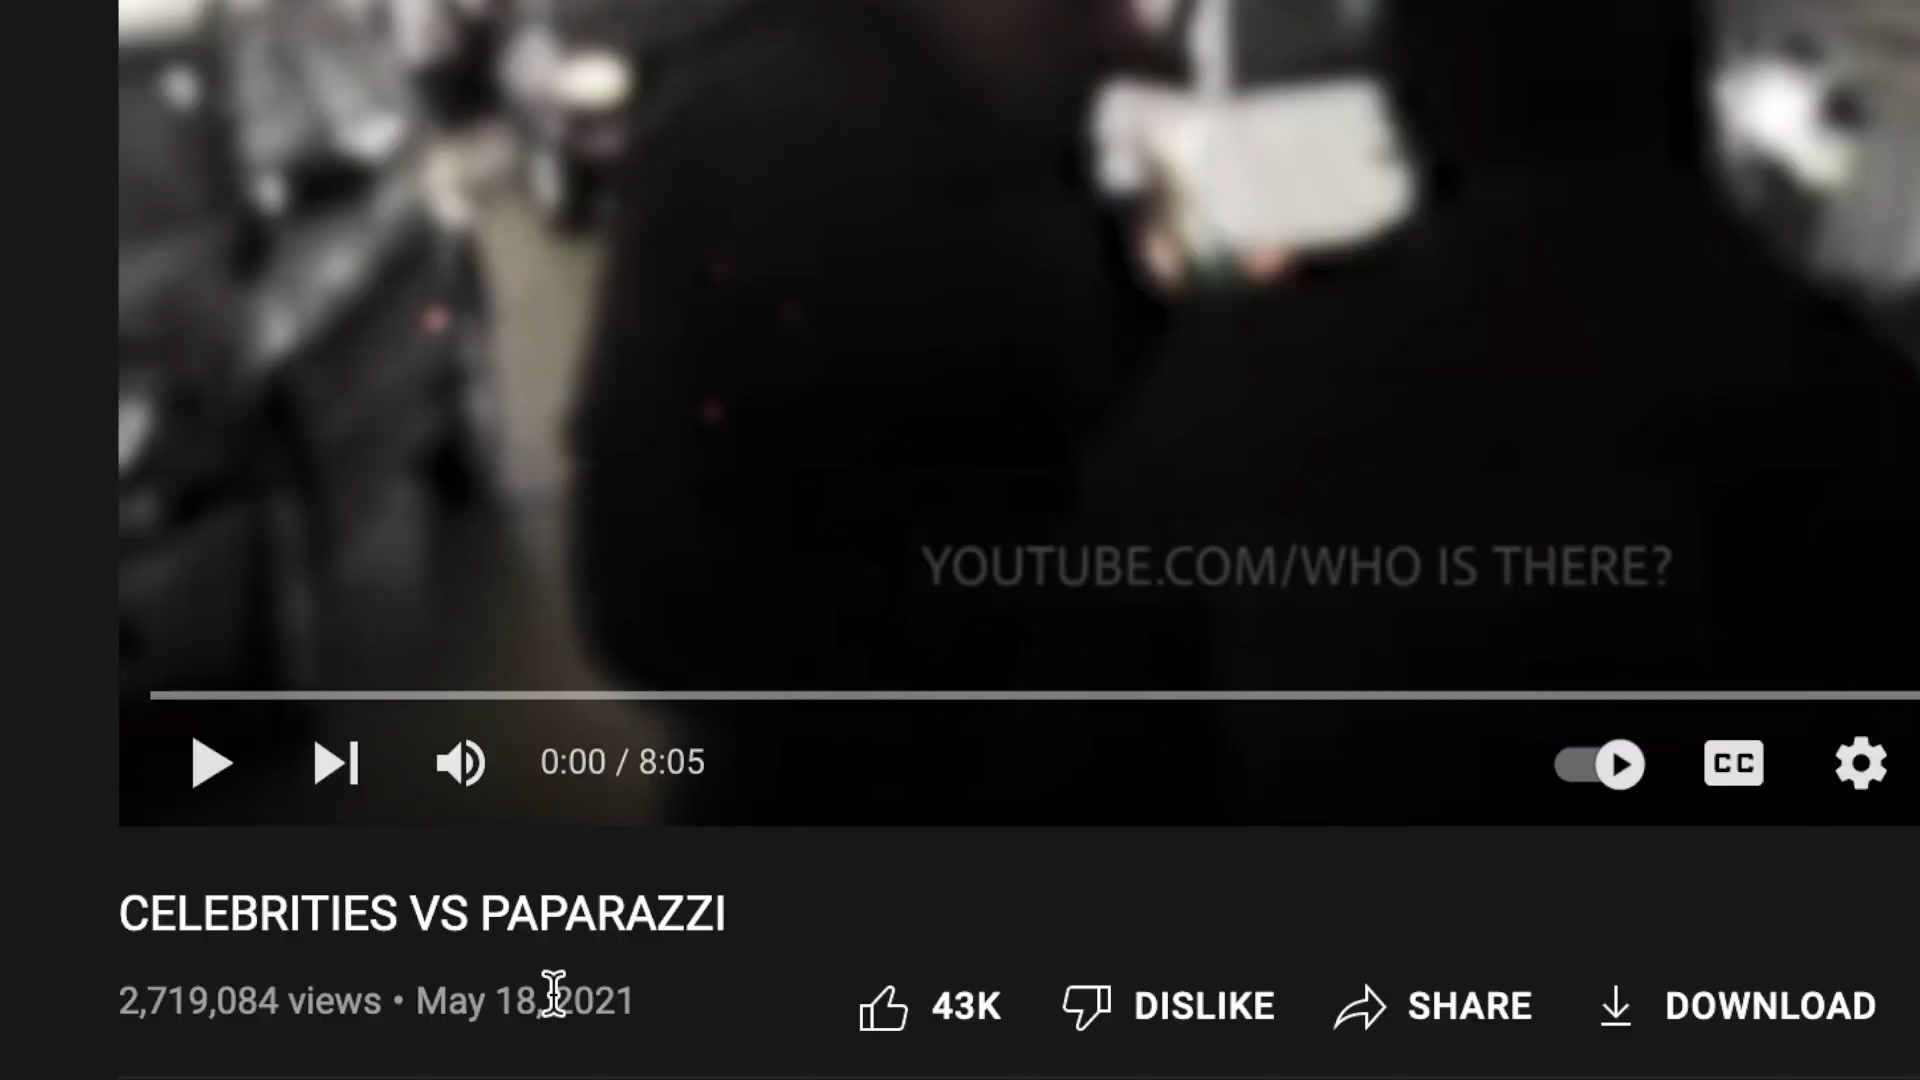 YOUTUBE.COM/WHO IS THERE?
0:00 / 8:05
CC
CELEBRITIES VS PAPARAZZI
2,719,084 views • May 18, 2021
43K
DISLIKE
SHARE
DOWNLOAD